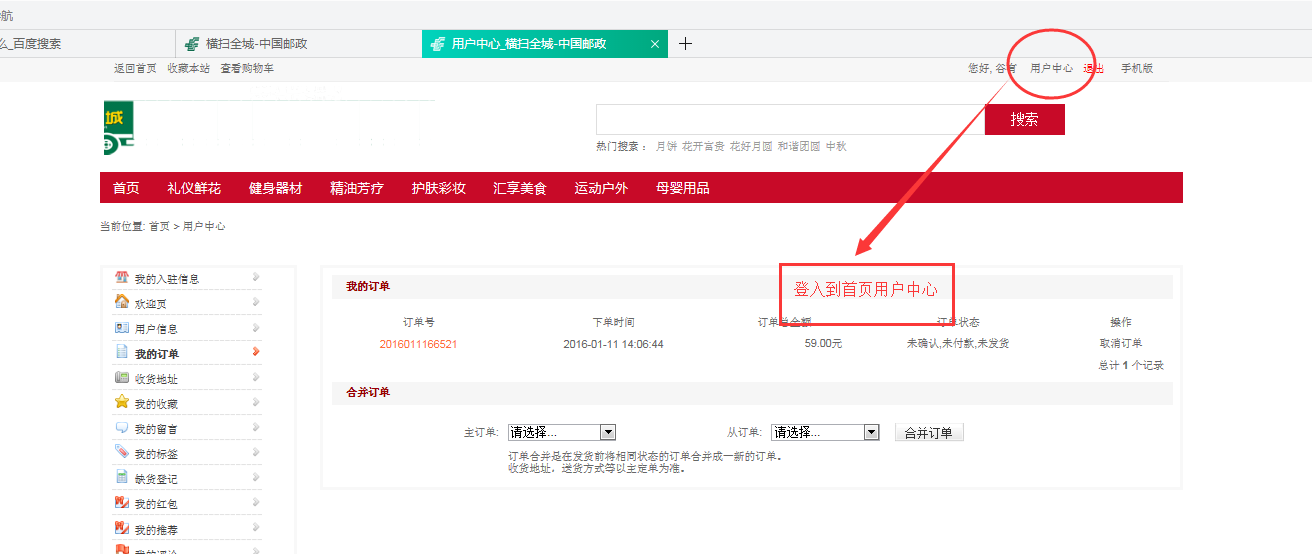 航
么_百度搜索
横扫全城-中国邮政
用户中心_横扫全城-中国邮政
返回首页 收藏本站 查看购物车
您好, 谷有 用户中心 退出 手机版
城
搜索
热门搜索： 月饼 花开富贵 花好月圆 和谐团圆 中秋
首页 礼仪鲜花 健身器材 精油芳疗 护肤彩妆 汇享美食 运动户外 母婴用品
当前位置: 首页 > 用户中心
我的入驻信息
欢迎页
用户信息
我的订单
收货地址
我的收藏
我的留言
我的标签
缺货登记
我的红包
我的推荐
我的评论
我的订单
登入到首页用户中心
订单号 下单时间 订单总金额 订单状态 操作
2016011166521 2016-01-11 14:06:44 59.00元 未确认,未付款,未发货 取消订单
总计 1 个记录
合并订单
主订单: 请选择... 从订单: 请选择... 合并订单
订单合并是在发货前将相同状态的订单合并成一新的订单。
收货地址，送货方式等以主定单为准。